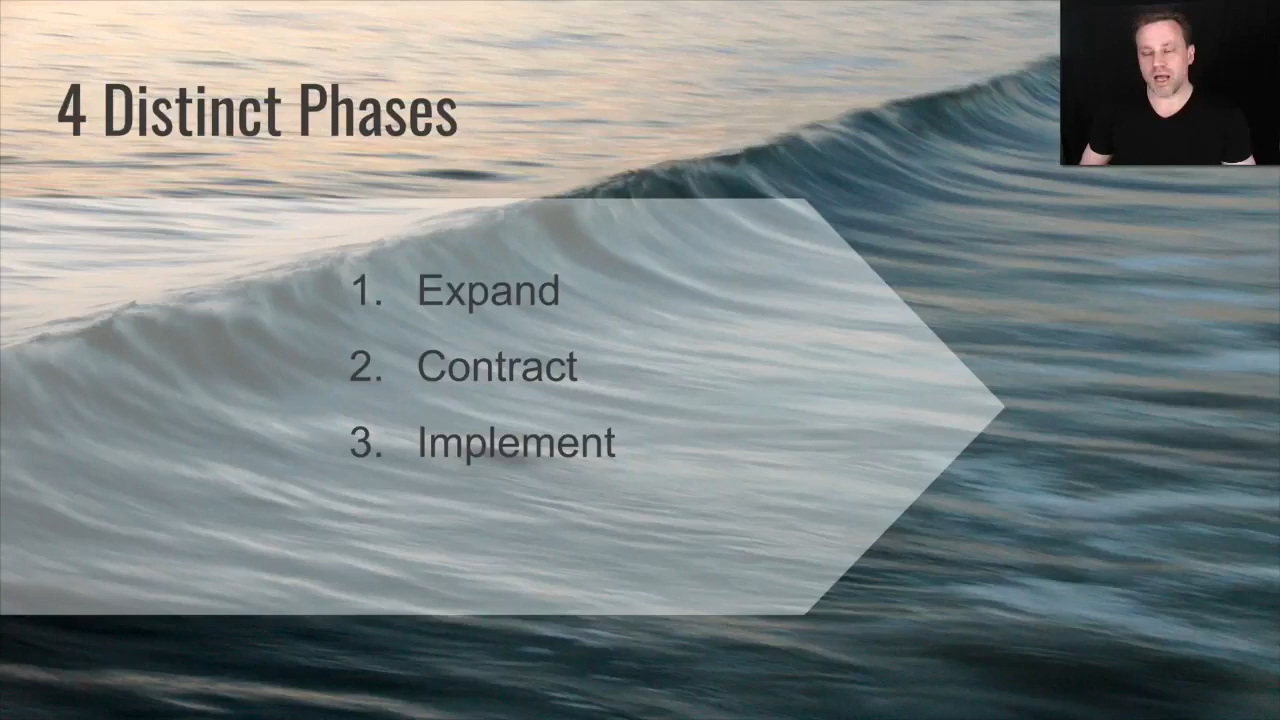 4 Distinct Phases
1. Expand
2. Contract
3. Implement